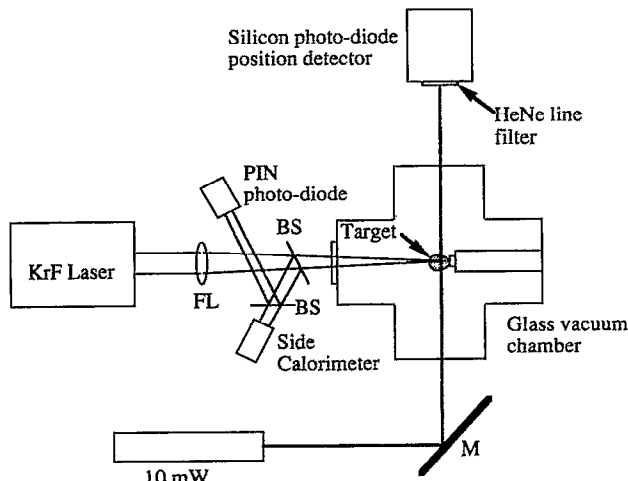 Silicon photo-diode
position detector
HeNe line
filter
PIN
photo-diode
BS
Target
KrF Laser
FL
BS
Side
Calorimeter
Glass vacuum
chamber
M
10 mW